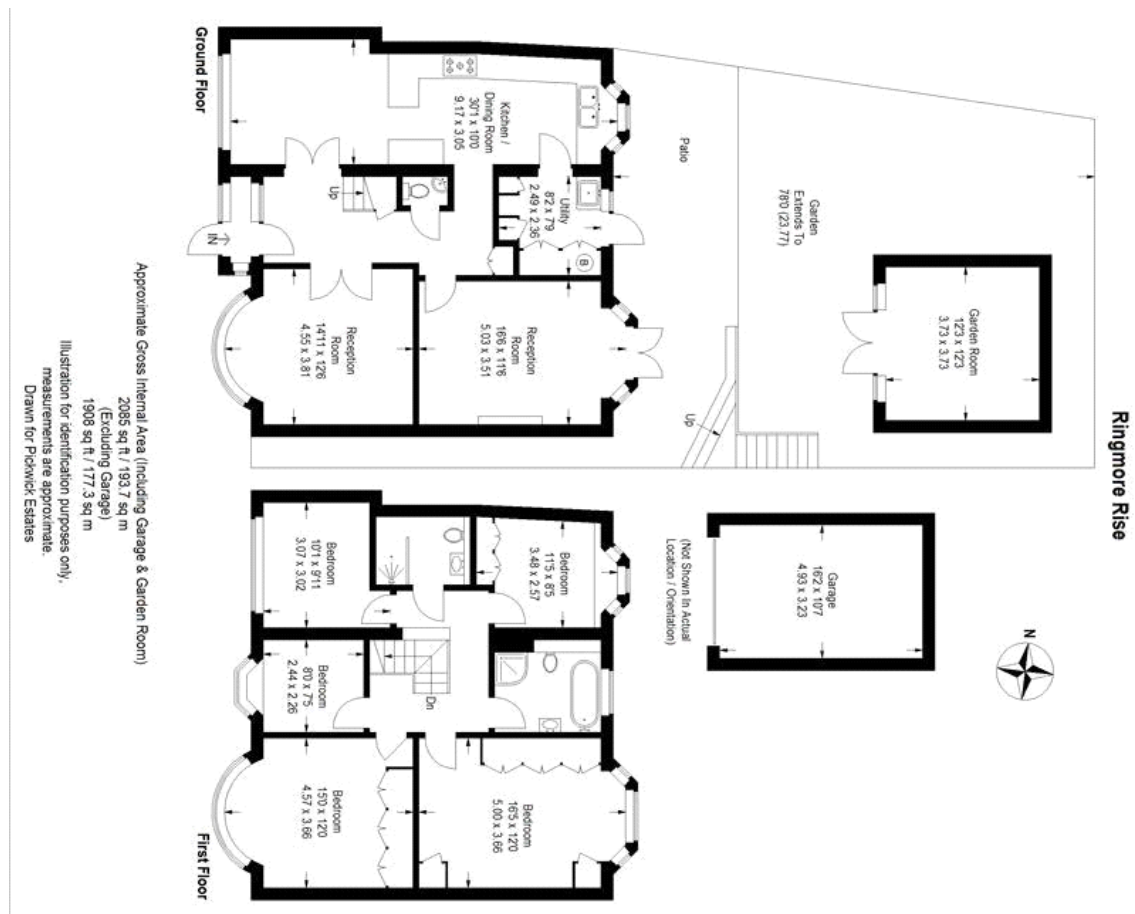 Ringmore Rise
N
Ground Floor
Kitchen /
Dining Room
30'1 x 10'0
9.17 x 3.05
Utility
8'2 x 7'9
2.49 x 2.36
B
Up
IN
Reception
Room
14'11 x 12'6
4.55 x 3.81
Reception
Room
16'6 x 11'6
5.03 x 3.51
Patio
Garden
Extends To
78'0 (23.77)
Up
Garden Room
12'3 x 12'3
3.73 x 3.73
Garage
16'2 x 10'7
4.93 x 3.23
(Not Shown In Actual
Location / Orientation)
First Floor
Bedroom
10'1 x 9'11
3.07 x 3.02
Bedroom
11'5 x 8'5
3.48 x 2.57
Bedroom
8'0 x 7'5
2.44 x 2.26
Dn
Bedroom
15'0 x 12'0
4.57 x 3.66
Bedroom
16'5 x 12'0
5.00 x 3.66
Approximate Gross Internal Area (Including Garage & Garden Room)
2085 sq ft / 193.7 sq m
(Excluding Garage)
1908 sq ft / 177.3 sq m
Illustration for identification purposes only,
measurements are approximate.
Drawn for Pickwick Estates